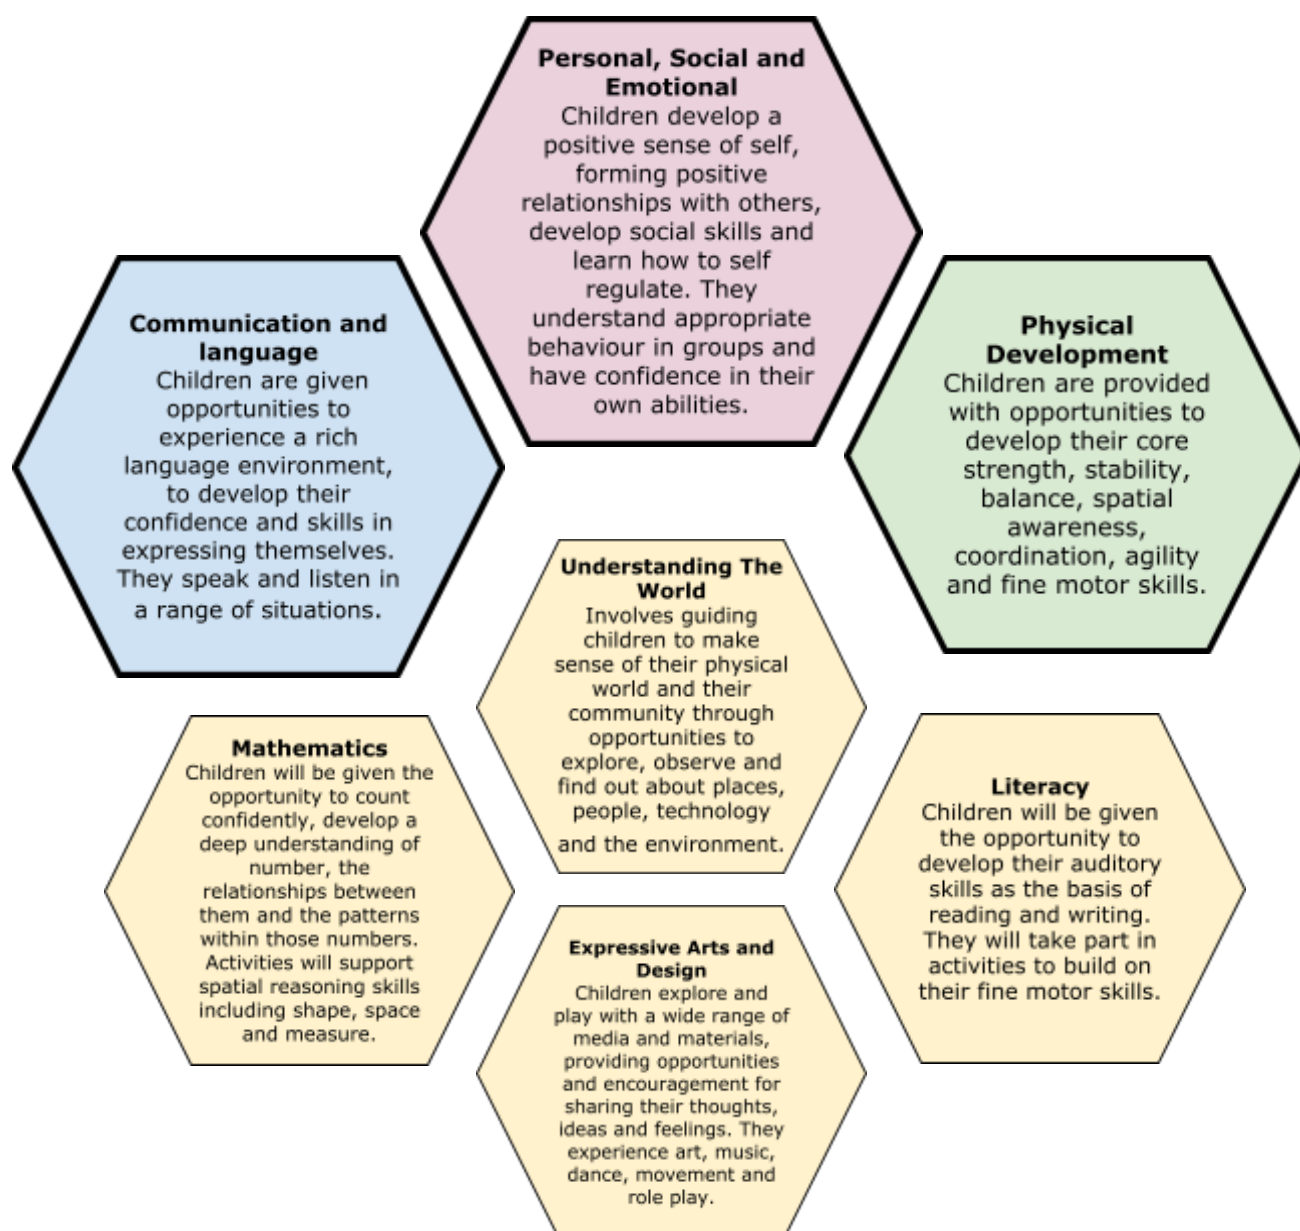 Personal, Social and
Emotional
Children develop a
positive sense of self,
forming positive
relationships with others,
develop social skills and
learn how to self
regulate. They
understand appropriate
behaviour in groups and
have confidence in their
own abilities.
Communication and
language
Children are given
opportunities to
experience a rich
language environment,
to develop their
confidence and skills in
expressing themselves.
They speak and listen in
a range of situations.
Physical
Development
Children are provided
with opportunities to
develop their core
strength, stability,
balance, spatial
awareness,
coordination, agility
and fine motor skills.
Understanding The
World
Involves guiding
children to make
sense of their physical
world and their
community through
opportunities to
explore, observe and
find out about places,
people, technology
and the environment.
Mathematics
Children will be given the
opportunity to count
confidently, develop a
deep understanding of
number, the
relationships between
them and the patterns
within those numbers.
Activities will support
spatial reasoning skills
including shape, space
and measure.
Literacy
Children will be given
the opportunity to
develop their auditory
skills as the basis of
reading and writing.
They will take part in
activities to build on
their fine motor skills.
Expressive Arts and
Design
Children explore and
play with a wide range of
media and materials,
providing opportunities
and encouragement for
sharing their thoughts,
ideas and feelings. They
experience art, music,
dance, movement and
role play.